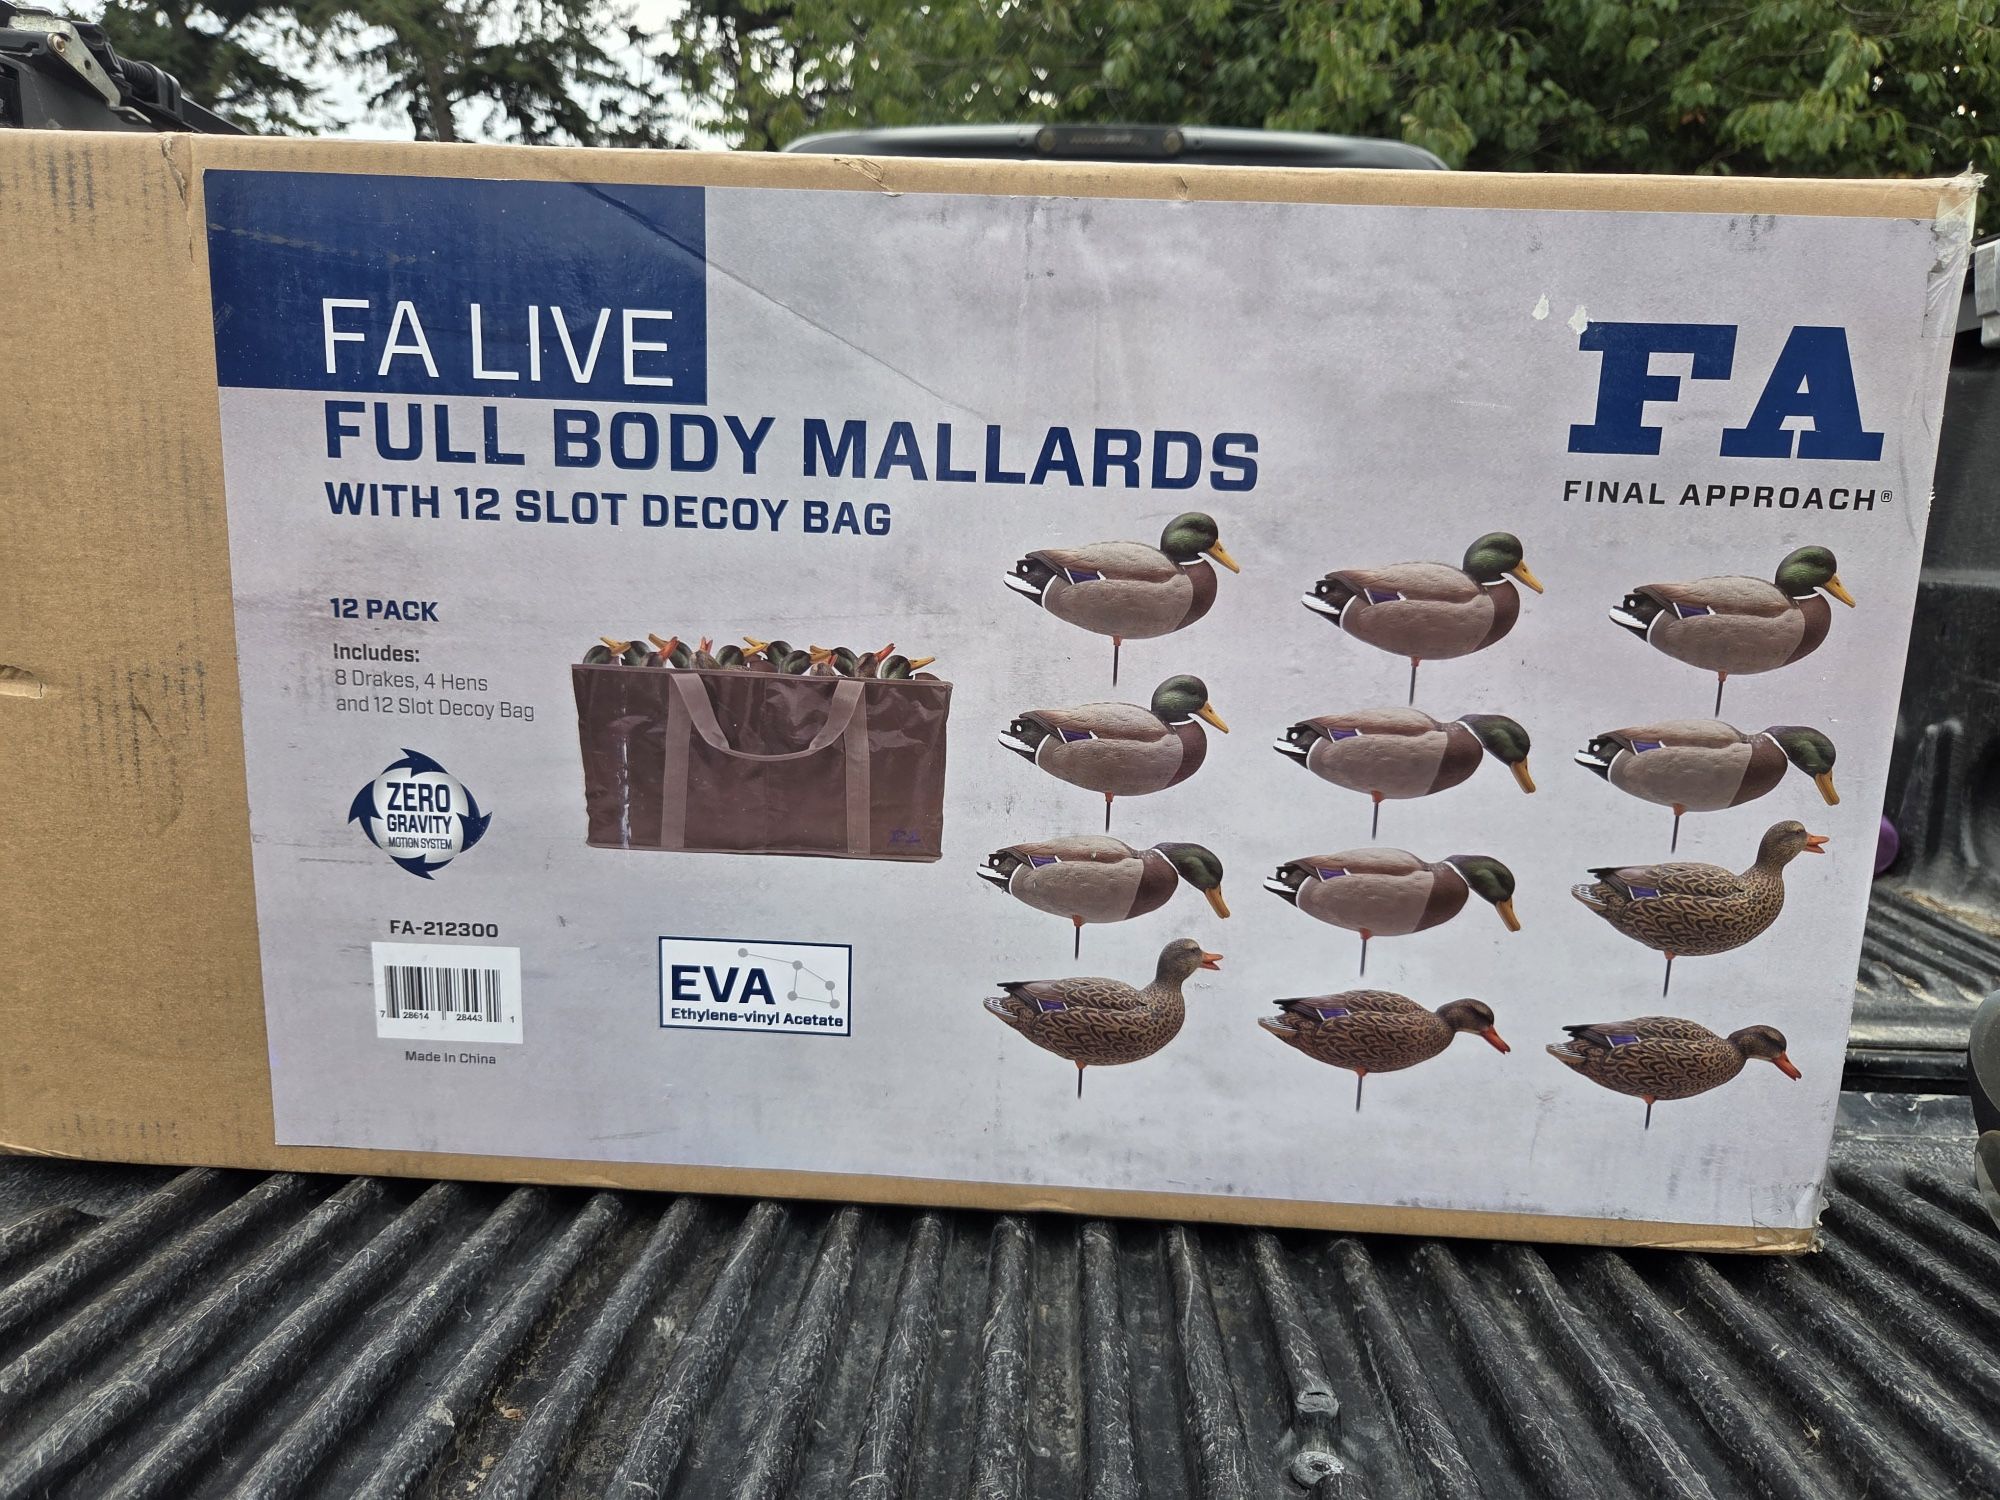 FA LIVE
FULL BODY MALLARDS
WITH 12 SLOT DECOY BAG
FA
FINAL APPROACH®
12 PACK
Includes:
8 Drakes, 4 Hens
and 12 Slot Decoy Bag
ZERO
GRAVITY
MOTION SYSTEM
FA-212300
7 28614 28443 1
Made In China
EVA
Ethylene-vinyl Acetate